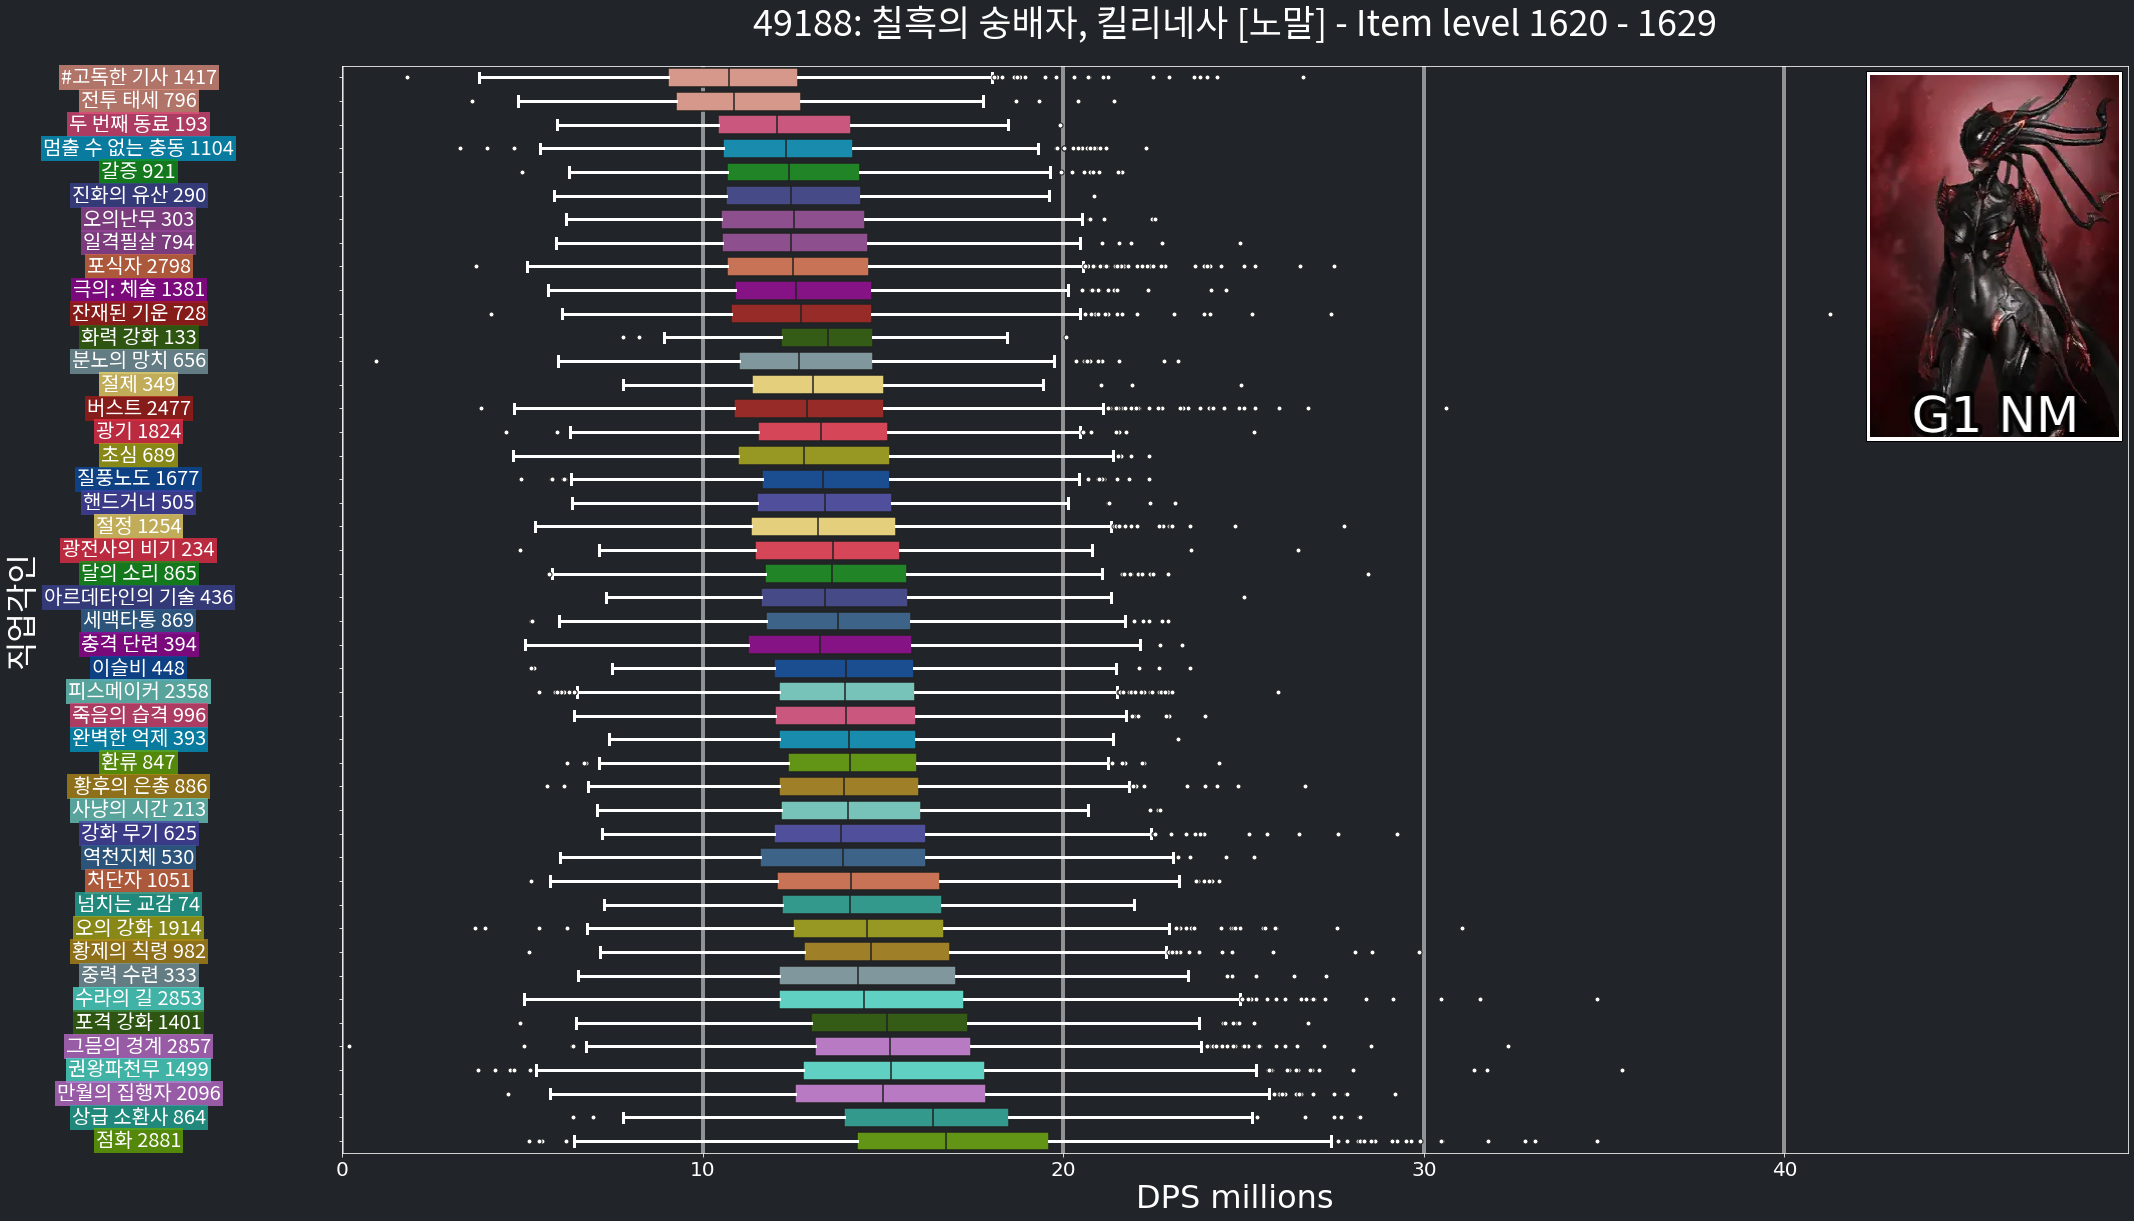 49188: 칠흑의 숭배자, 킬리네사 [노말] - Item level 1620 - 1629
#고독한 기사 1417
전투 태세 796
두 번째 동료 193
멈출 수 없는 충동 1104
갈증 921
진화의 유산 290
오의난무 303
일격필살 794
포식자 2798
극의: 체술 1381
잔재된 기운 728
화력 강화 133
분노의 망치 656
절제 349
버스트 2477
광기 1824
초심 689
질풍노도 1677
핸드거너 505
절정 1254
광전사의 비기 234
달의 소리 865
아르데타인의 기술 436
세맥타통 869
충격 단련 394
이슬비 448
피스메이커 2358
죽음의 습격 996
완벽한 억제 393
환류 847
황후의 은총 886
사냥의 시간 213
강화 무기 625
역천지체 530
처단자 1051
넘치는 교감 74
오의 강화 1914
황제의 칙령 982
중력 수련 333
수라의 길 2853
포격 강화 1401
그믐의 경계 2857
권왕파천무 1499
만월의 집행자 2096
상급 소환사 864
점화 2881
직업각인
G1 NM
0 10 20 30 40
DPS millions